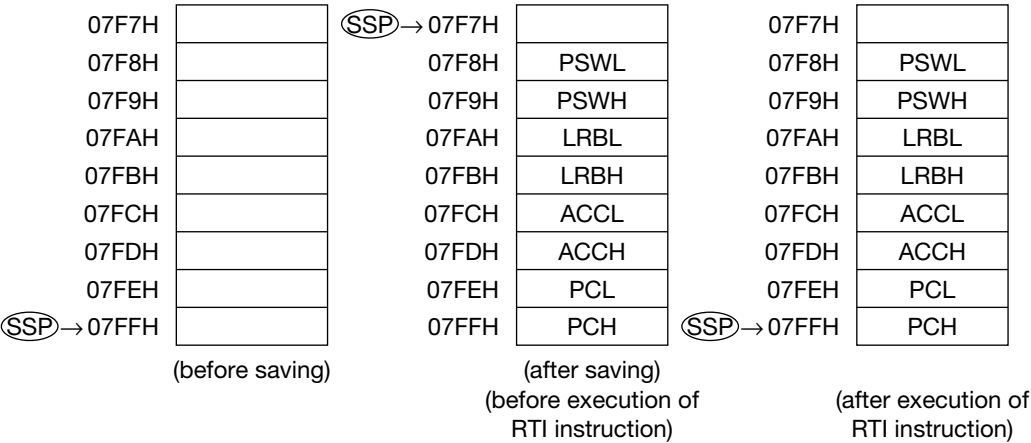 07F7H SSP → 07F7H 07F7H
07F8H 07F8H PSWL 07F8H PSWL
07F9H 07F9H PSWH 07F9H PSWH
07FAH 07FAH LRBL 07FAH LRBL
07FBH 07FBH LRBH 07FBH LRBH
07FCH 07FCH ACCL 07FCH ACCL
07FDH 07FDH ACCH 07FDH ACCH
07FEH 07FEH PCL 07FEH PCL
SSP → 07FFH 07FFH PCH SSP → 07FFH PCH
(before saving) (after saving)
(before execution of (after execution of
RTI instruction) RTI instruction)